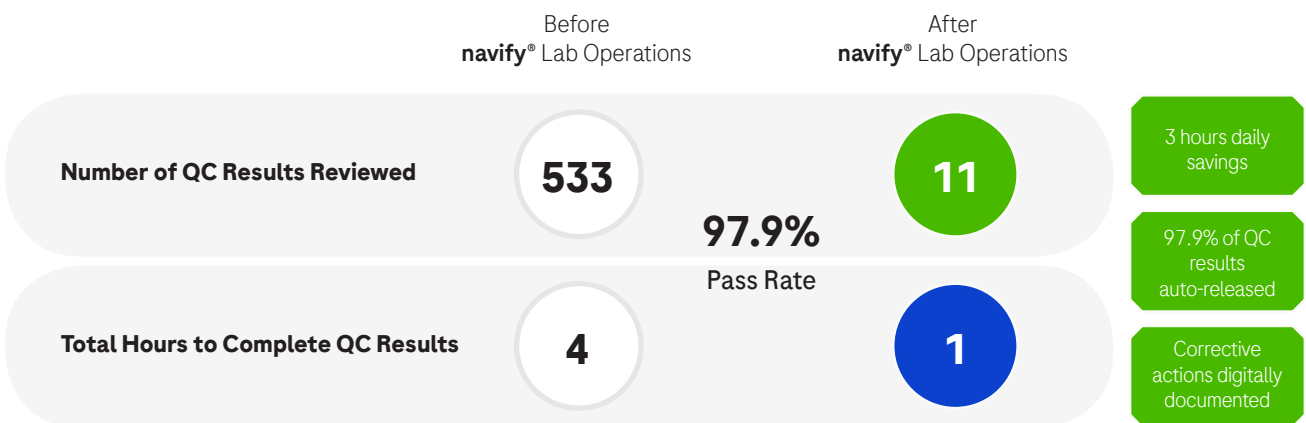 Before
navify® Lab Operations
After
navify® Lab Operations
Number of QC Results Reviewed
533
11
97.9%
Pass Rate
Total Hours to Complete QC Results
4
1
3 hours daily
savings
97.9% of QC
results
auto-released
Corrective
actions digitally
documented